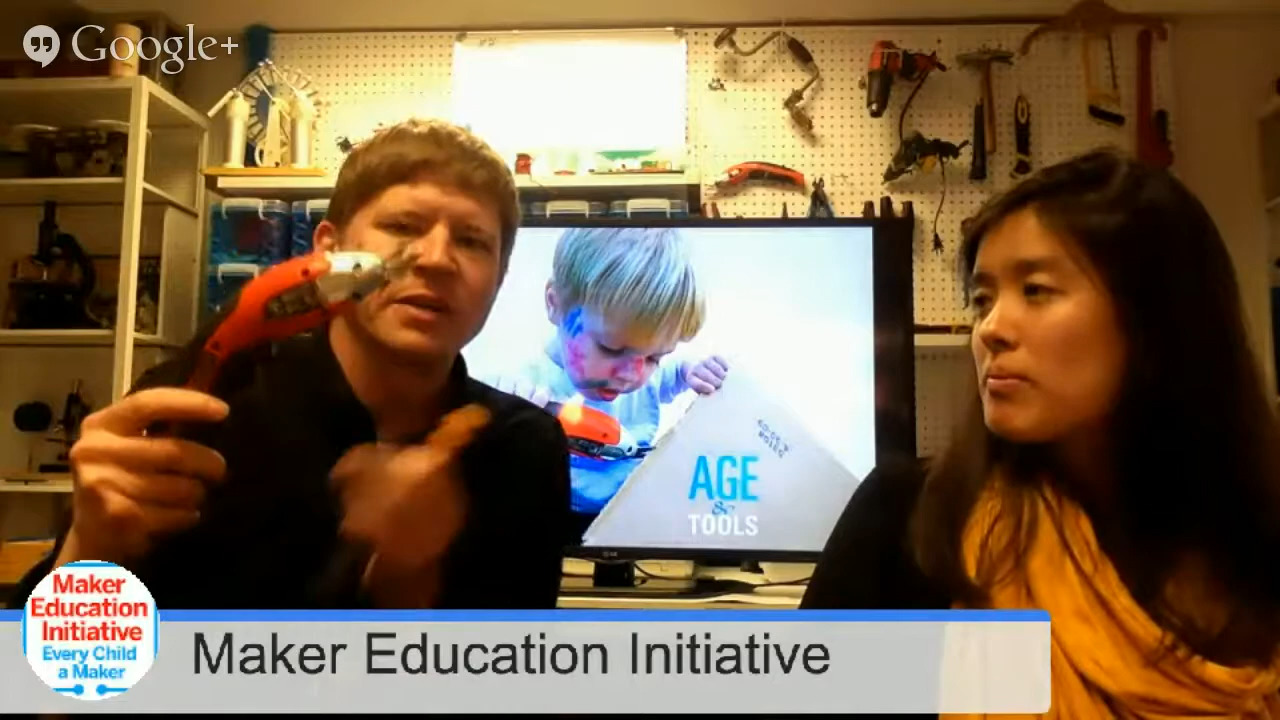 Google+
AGE
&
TOOLS
Maker
Education
Initiative
Every Child
a Maker
Maker Education Initiative